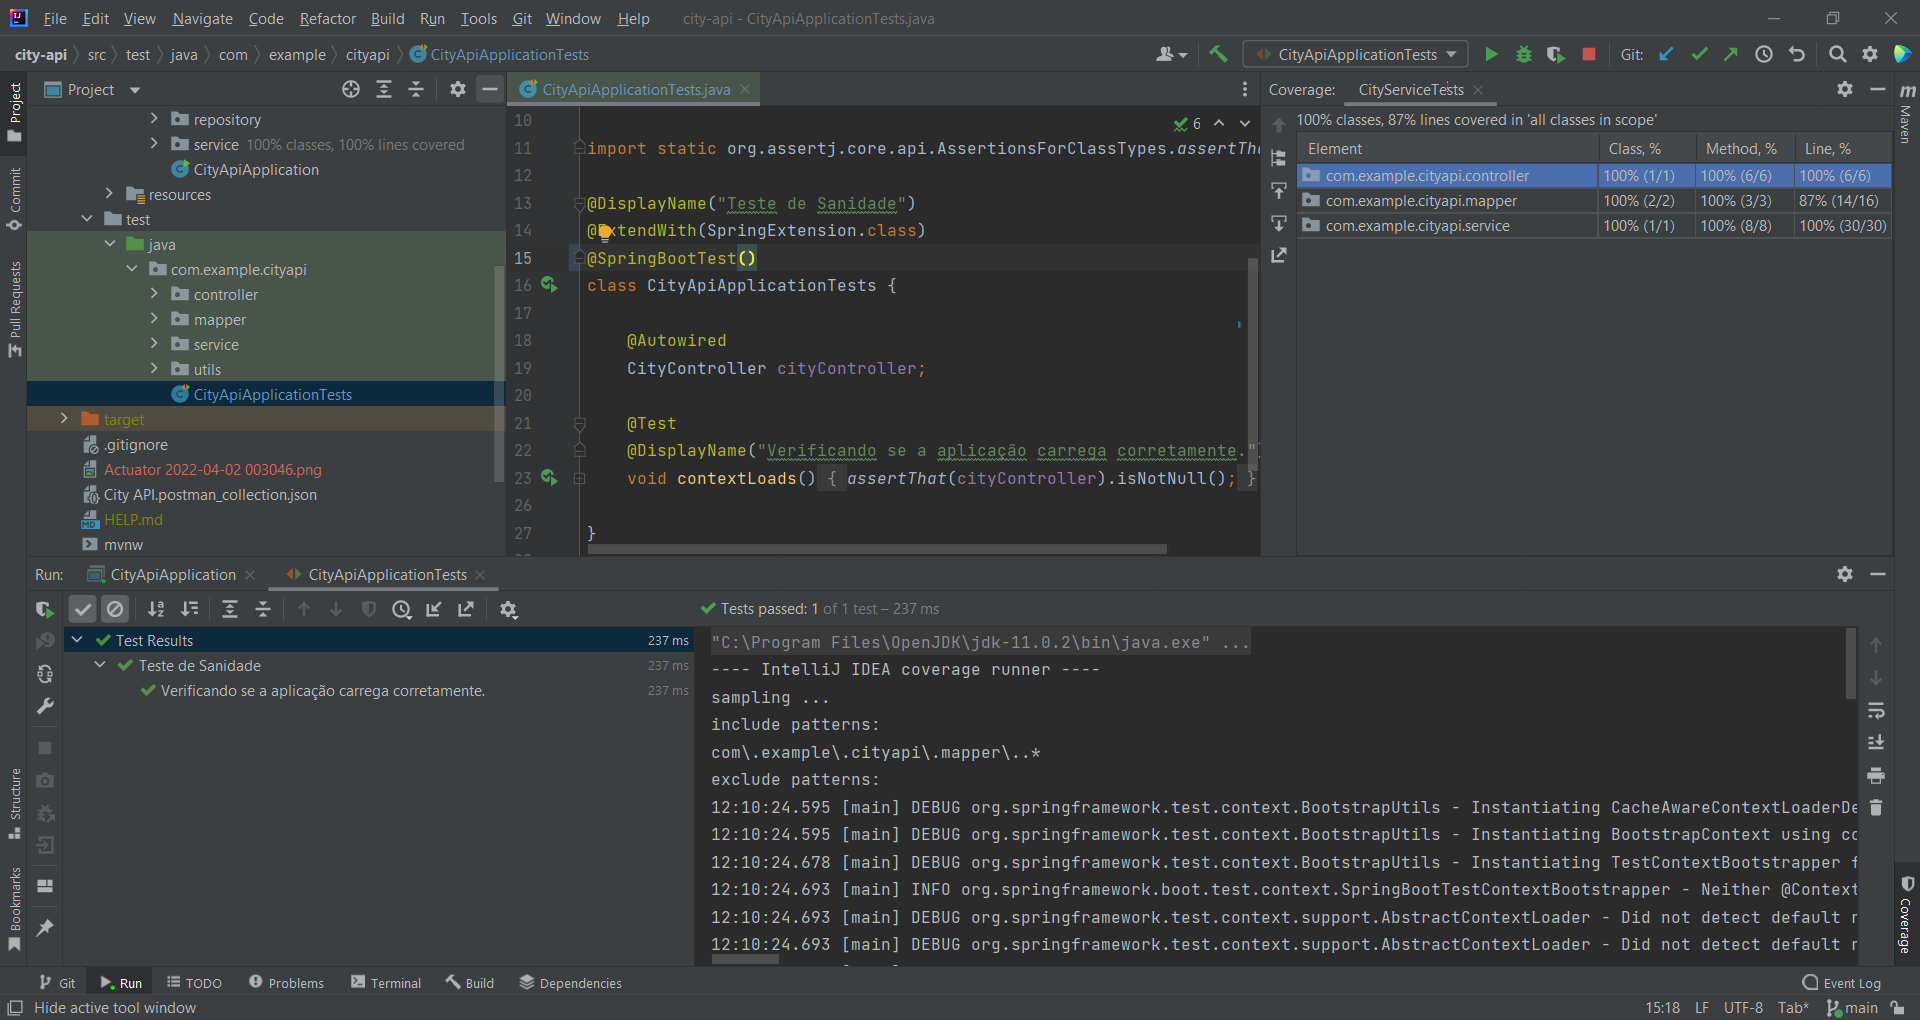 File Edit View Navigate Code Refactor Build Run Tools Git Window Help city-api - CityApiApplicationTests.java
city-api src test java com example cityapi CityApiApplicationTests
CityApiApplicationTests Git:
Project
repository
service 100% classes, 100% lines covered
CityApiApplication
resources
test
java
com.example.cityapi
controller
mapper
service
utils
CityApiApplicationTests
target
.gitignore
Actuator 2022-04-02 003046.png
City API.postman_collection.json
HELP.md
mvnw
Project
Commit
Pull Requests
Structure
Bookmarks
CityApiApplicationTests.java
6
10
11 import static org.assertj.core.api.AssertionsForClassTypes.assertTha
12
13 @DisplayName("Teste de Sanidade")
14 @ExtendWith(SpringExtension.class)
15 @SpringBootTest()
16 class CityApiApplicationTests {
17
18 @Autowired
19 CityController cityController;
20
21 @Test
22 @DisplayName("Verificando se a aplicação carrega corretamente."
23 void contextLoads() { assertThat(cityController).isNotNull(); }
26
27 }
Coverage: CityServiceTests
100% classes, 87% lines covered in 'all classes in scope'
Element Class, % Method, % Line, %
com.example.cityapi.controller 100% (1/1) 100% (6/6) 100% (6/6)
com.example.cityapi.mapper 100% (2/2) 100% (3/3) 87% (14/16)
com.example.cityapi.service 100% (1/1) 100% (8/8) 100% (30/30)
m
Maven
Coverage
Run: CityApiApplication CityApiApplicationTests
Tests passed: 1 of 1 test – 237 ms
Test Results 237 ms
Teste de Sanidade 237 ms
Verificando se a aplicação carrega corretamente. 237 ms
"C:\Program Files\OpenJDK\jdk-11.0.2\bin\java.exe" ...
---- IntelliJ IDEA coverage runner ----
sampling ...
include patterns:
com\.example\.cityapi\.mapper\..*
exclude patterns:
12:10:24.595 [main] DEBUG org.springframework.test.context.BootstrapUtils - Instantiating CacheAwareContextLoaderDe
12:10:24.595 [main] DEBUG org.springframework.test.context.BootstrapUtils - Instantiating BootstrapContext using co
12:10:24.678 [main] DEBUG org.springframework.test.context.BootstrapUtils - Instantiating TestContextBootstrapper f
12:10:24.693 [main] INFO org.springframework.boot.test.context.SpringBootTestContextBootstrapper - Neither @Context
12:10:24.693 [main] DEBUG org.springframework.test.context.support.AbstractContextLoader - Did not detect default r
12:10:24.693 [main] DEBUG org.springframework.test.context.support.AbstractContextLoader - Did not detect default r
Git Run TODO Problems Terminal Build Dependencies Event Log
Hide active tool window 15:18 LF UTF-8 Tab* main